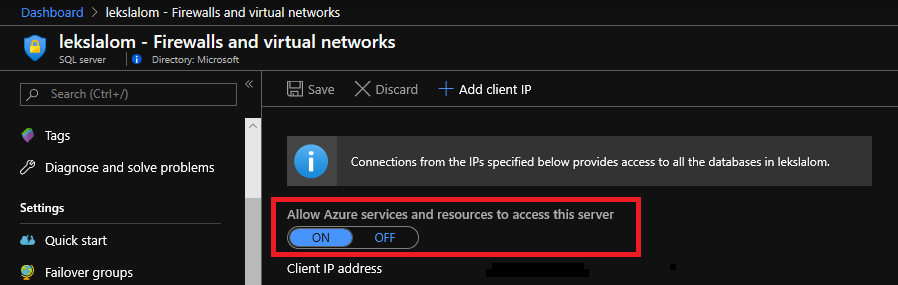 Dashboard > lekslalom - Firewalls and virtual networks
lekslalom - Firewalls and virtual networks
SQL server
Directory: Microsoft
Search (Ctrl+/)
«
Save
Discard
Add client IP
Tags
Diagnose and solve problems
Settings
Quick start
Failover groups
Connections from the IPs specified below provides access to all the databases in lekslalom.
Allow Azure services and resources to access this server
ON OFF
Client IP address